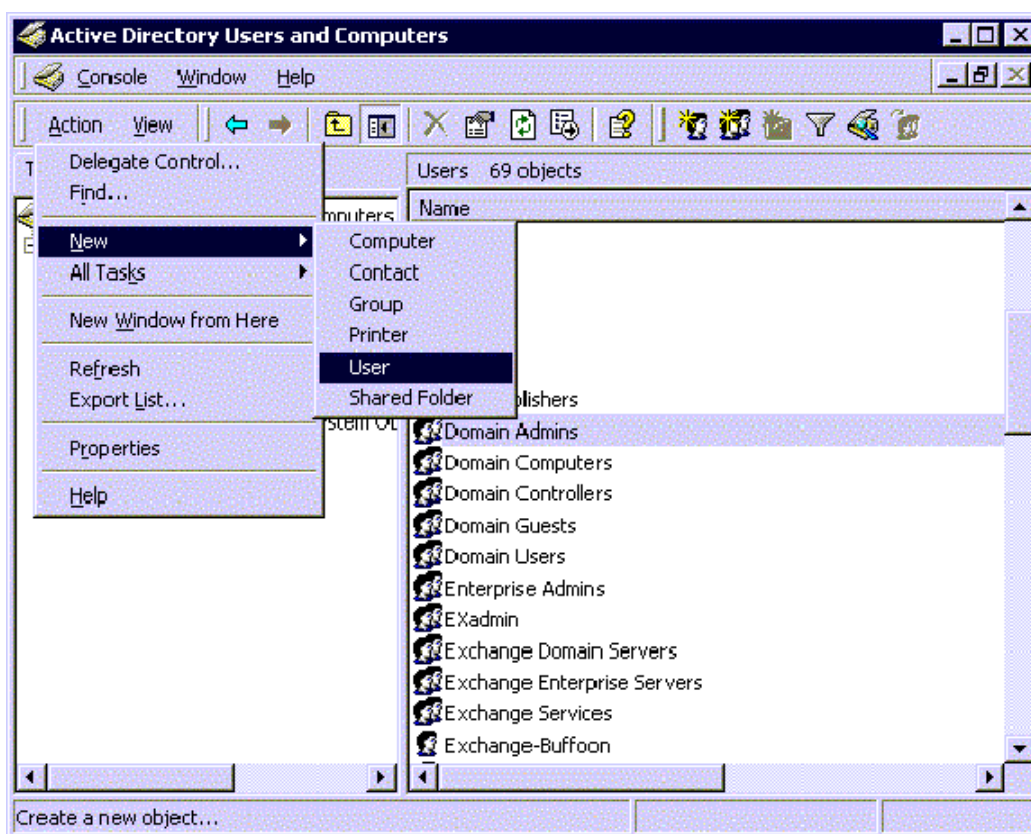 Active Directory Users and Computers
Console Window Help
Action View
Users 69 objects
Name
Delegate Control...
Find...
New
All Tasks
New Window from Here
Refresh
Export List...
Properties
Help
Computer
Contact
Group
Printer
User
Shared Folder
Domain Admins
Domain Computers
Domain Controllers
Domain Guests
Domain Users
Enterprise Admins
EXadmin
Exchange Domain Servers
Exchange Enterprise Servers
Exchange Services
Exchange-Buffoon
Create a new object...